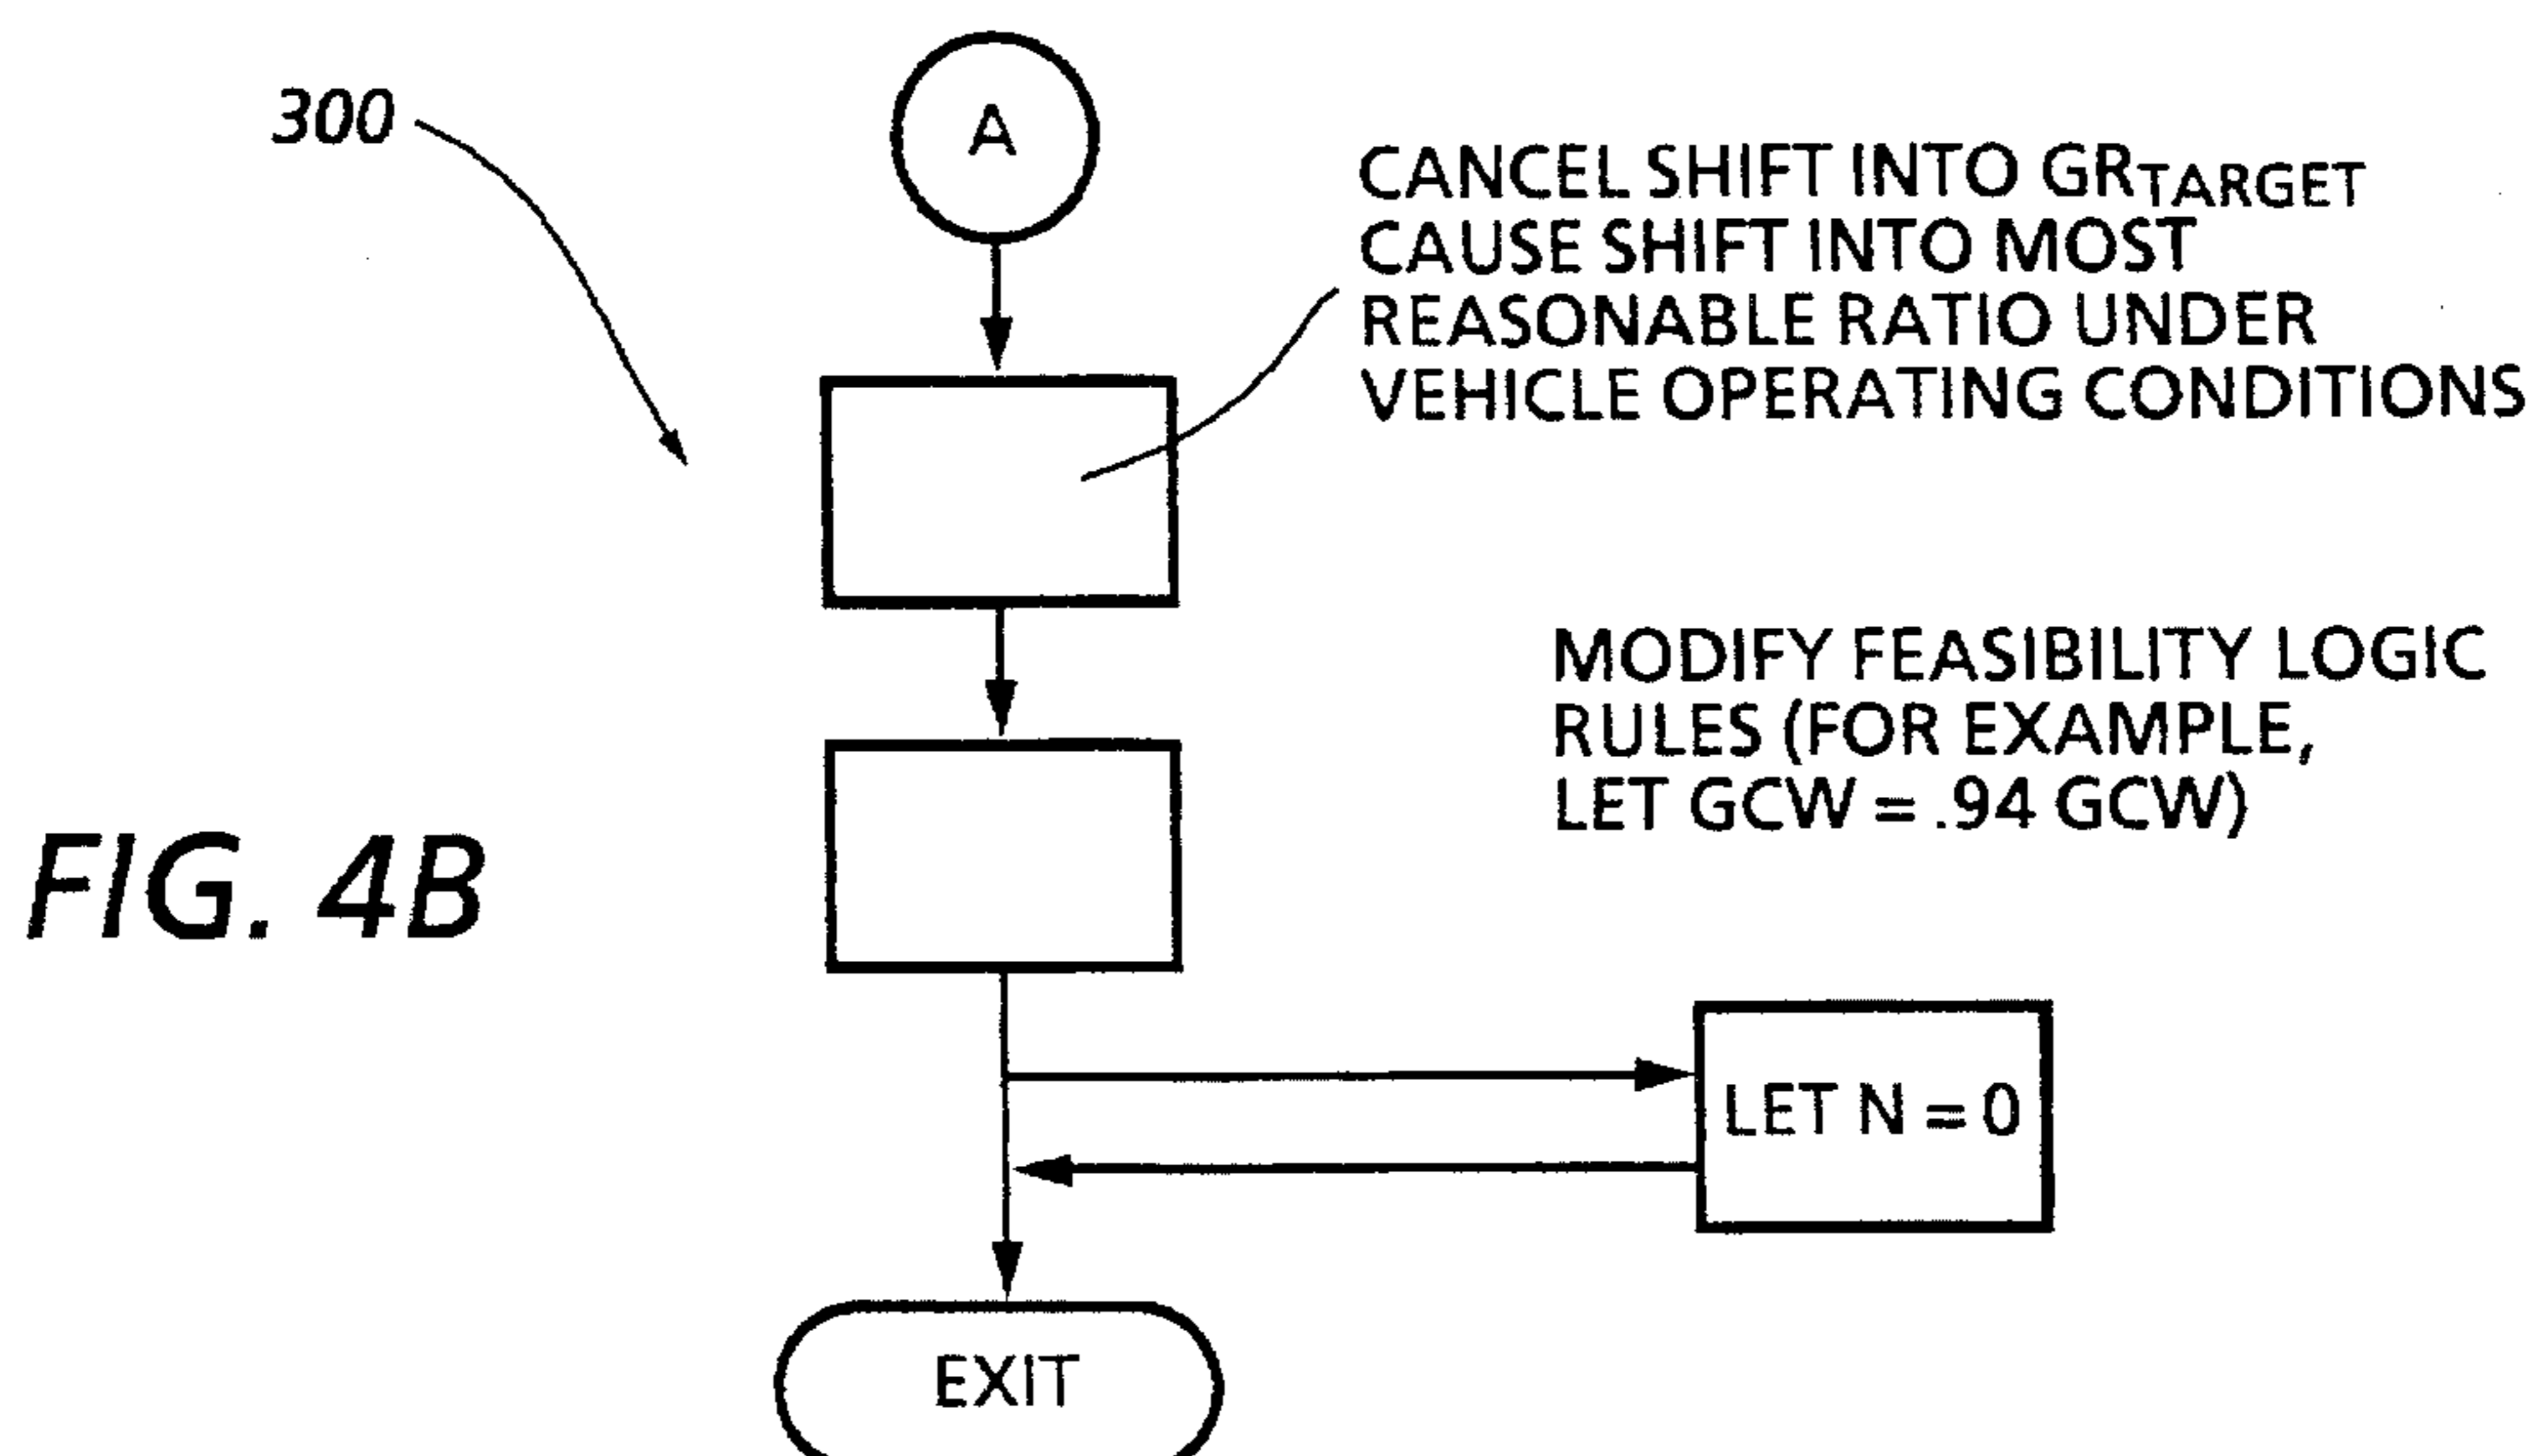 300
A
CANCEL SHIFT INTO GRTARGET
CAUSE SHIFT INTO MOST
REASONABLE RATIO UNDER
VEHICLE OPERATING CONDITIONS
MODIFY FEASIBILITY LOGIC
RULES (FOR EXAMPLE,
LET GCW = .94 GCW)
FIG. 4B
LET N = 0
EXIT